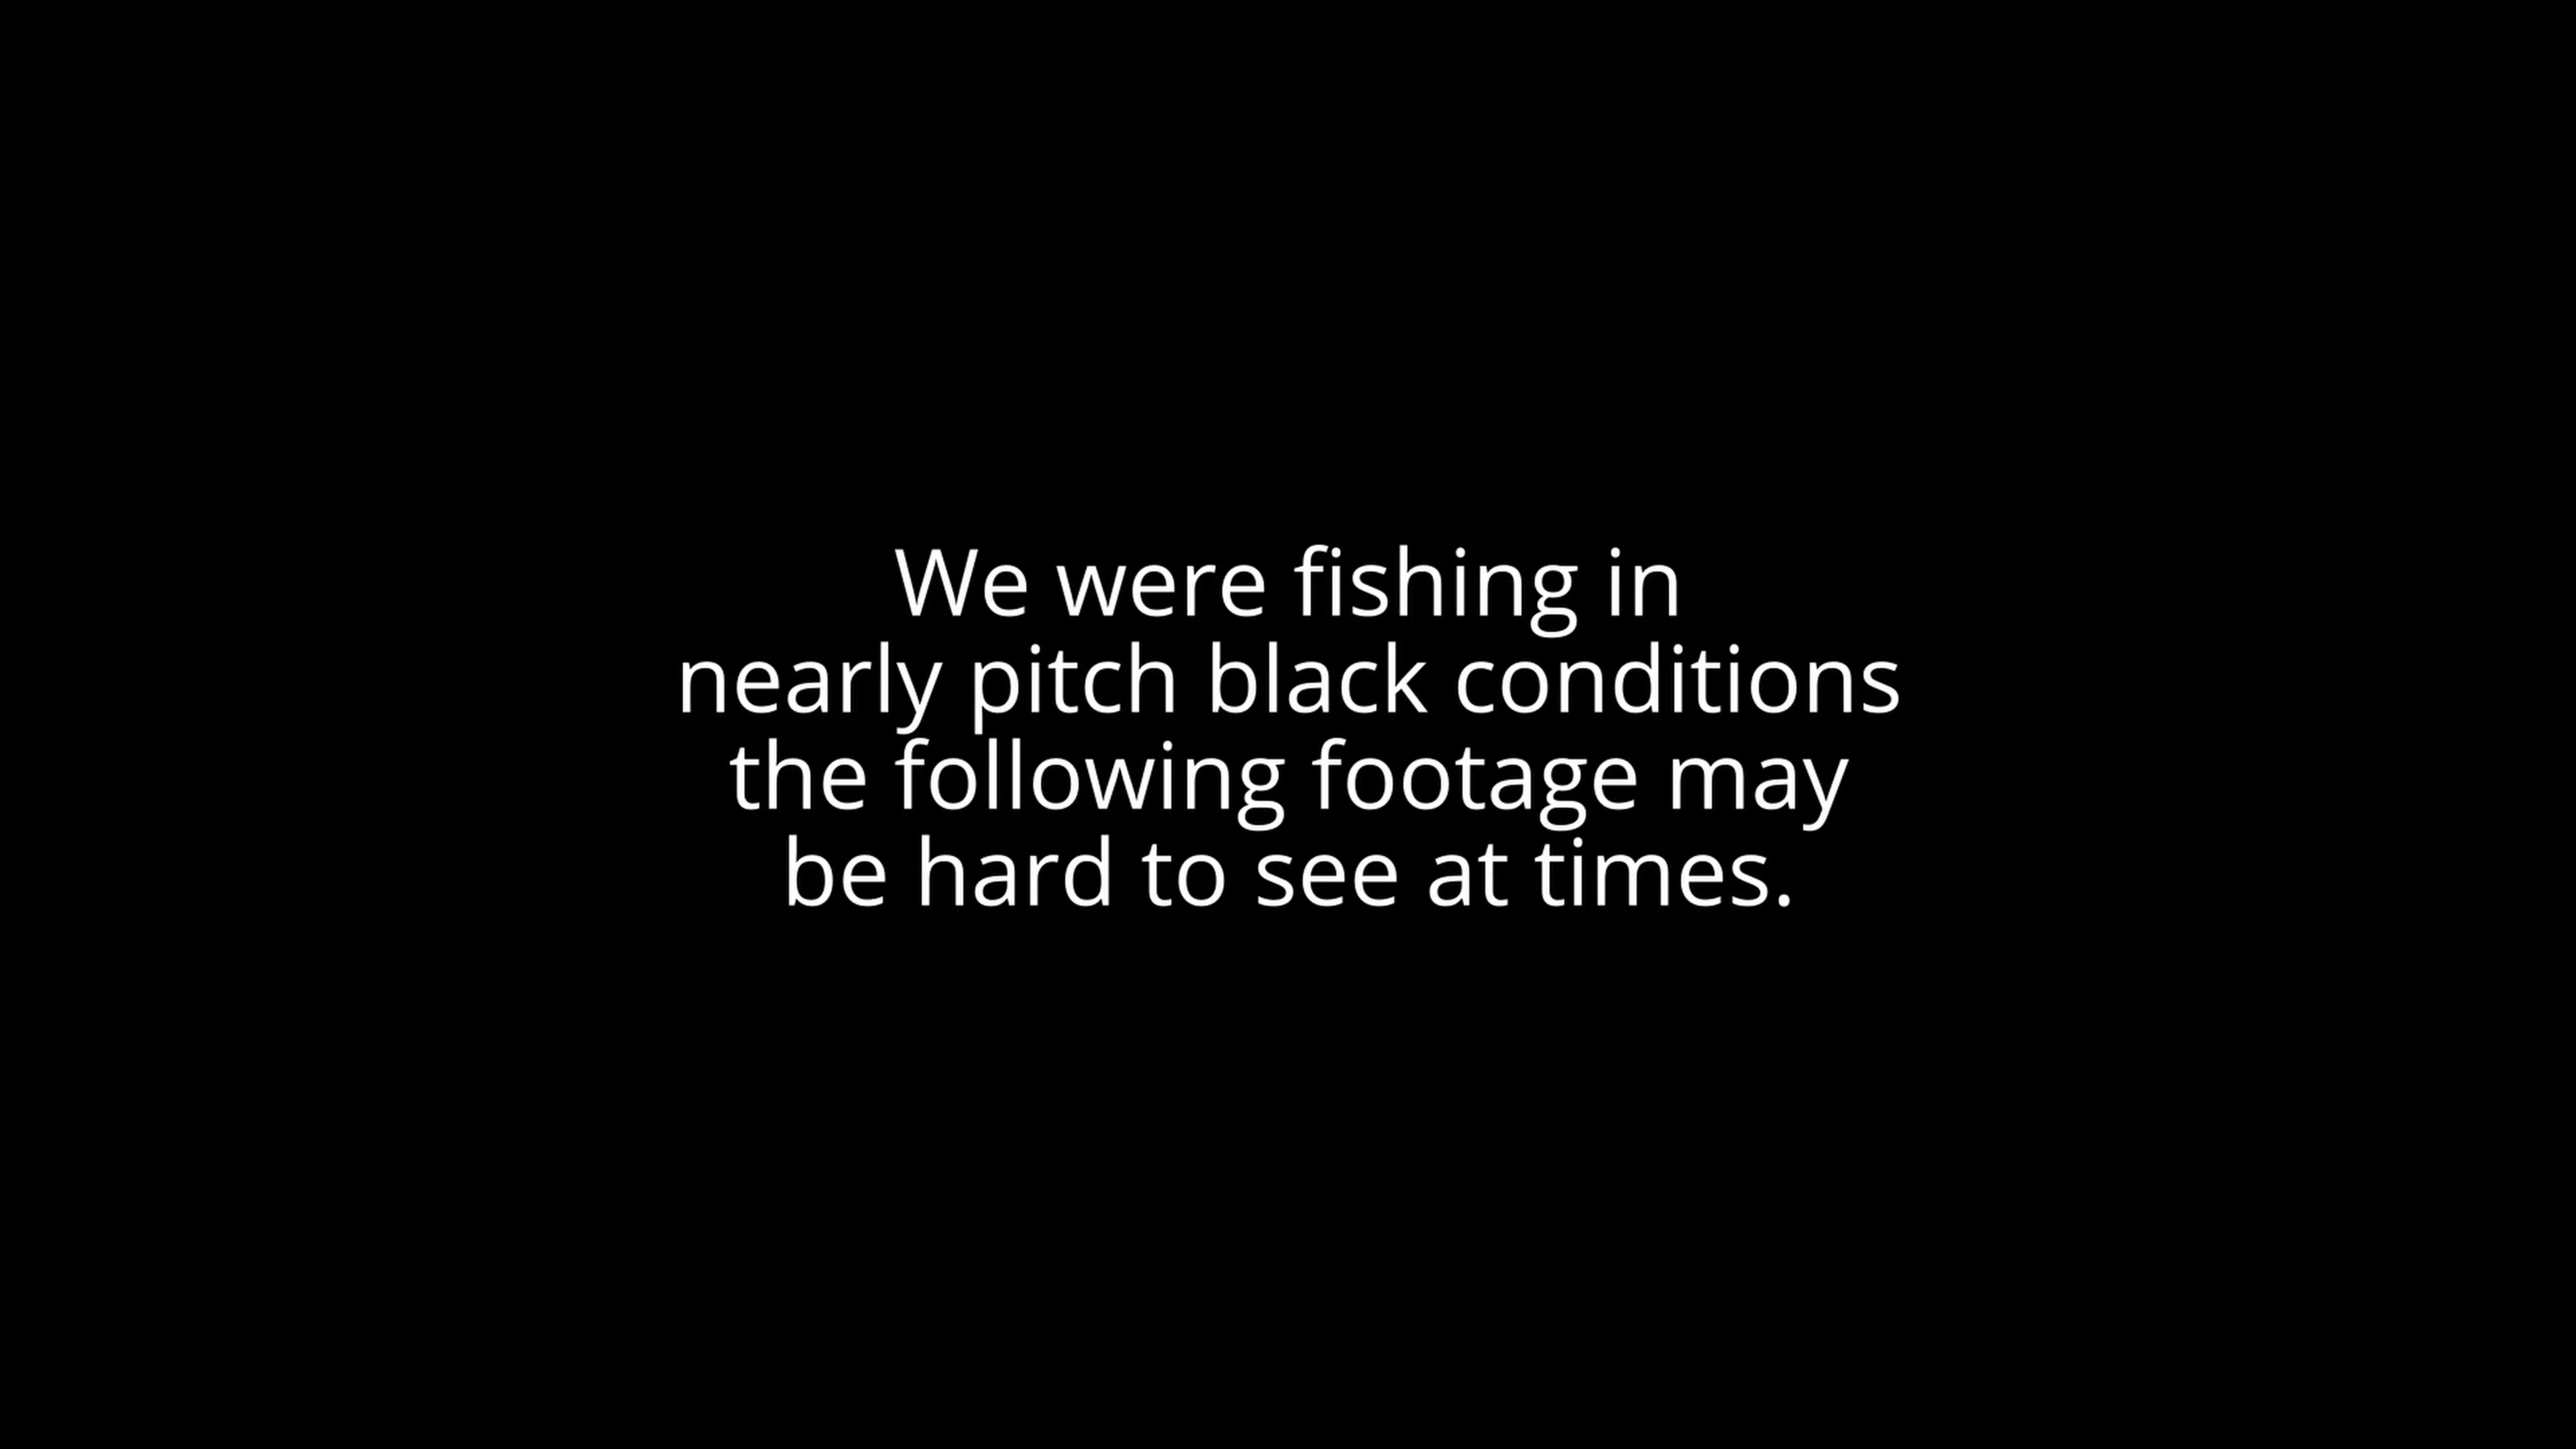 We were fishing in
nearly pitch black conditions
the following footage may
be hard to see at times.